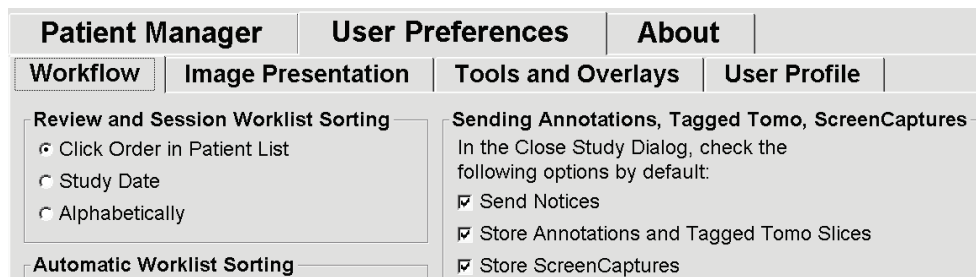 Patient Manager User Preferences About
Workflow Image Presentation Tools and Overlays User Profile
Review and Session Worklist Sorting
Click Order in Patient List
Study Date
Alphabetically
Automatic Worklist Sorting
Sending Annotations, Tagged Tomo, ScreenCaptures
In the Close Study Dialog, check the
following options by default:
Send Notices
Store Annotations and Tagged Tomo Slices
Store ScreenCaptures